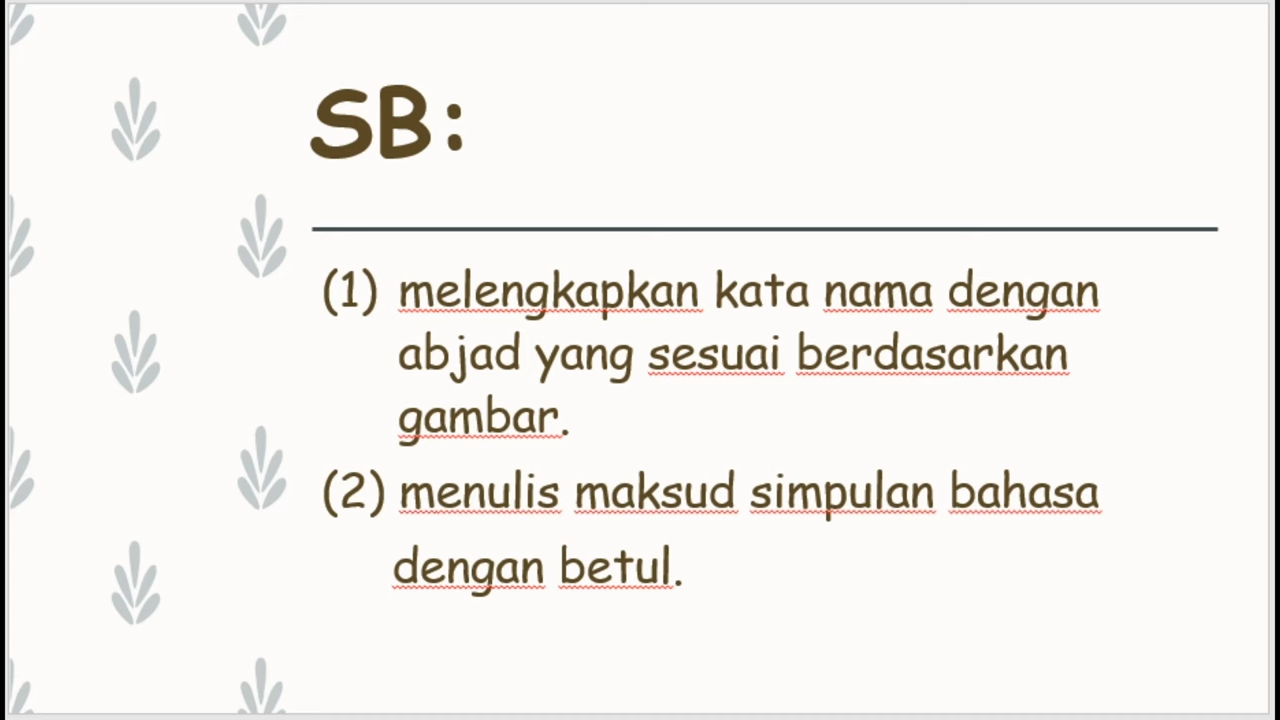 SB:
(1) melengkapkan kata nama dengan
abjad yang sesuai berdasarkan
gambar.
(2) menulis maksud simpulan bahasa
dengan betul.